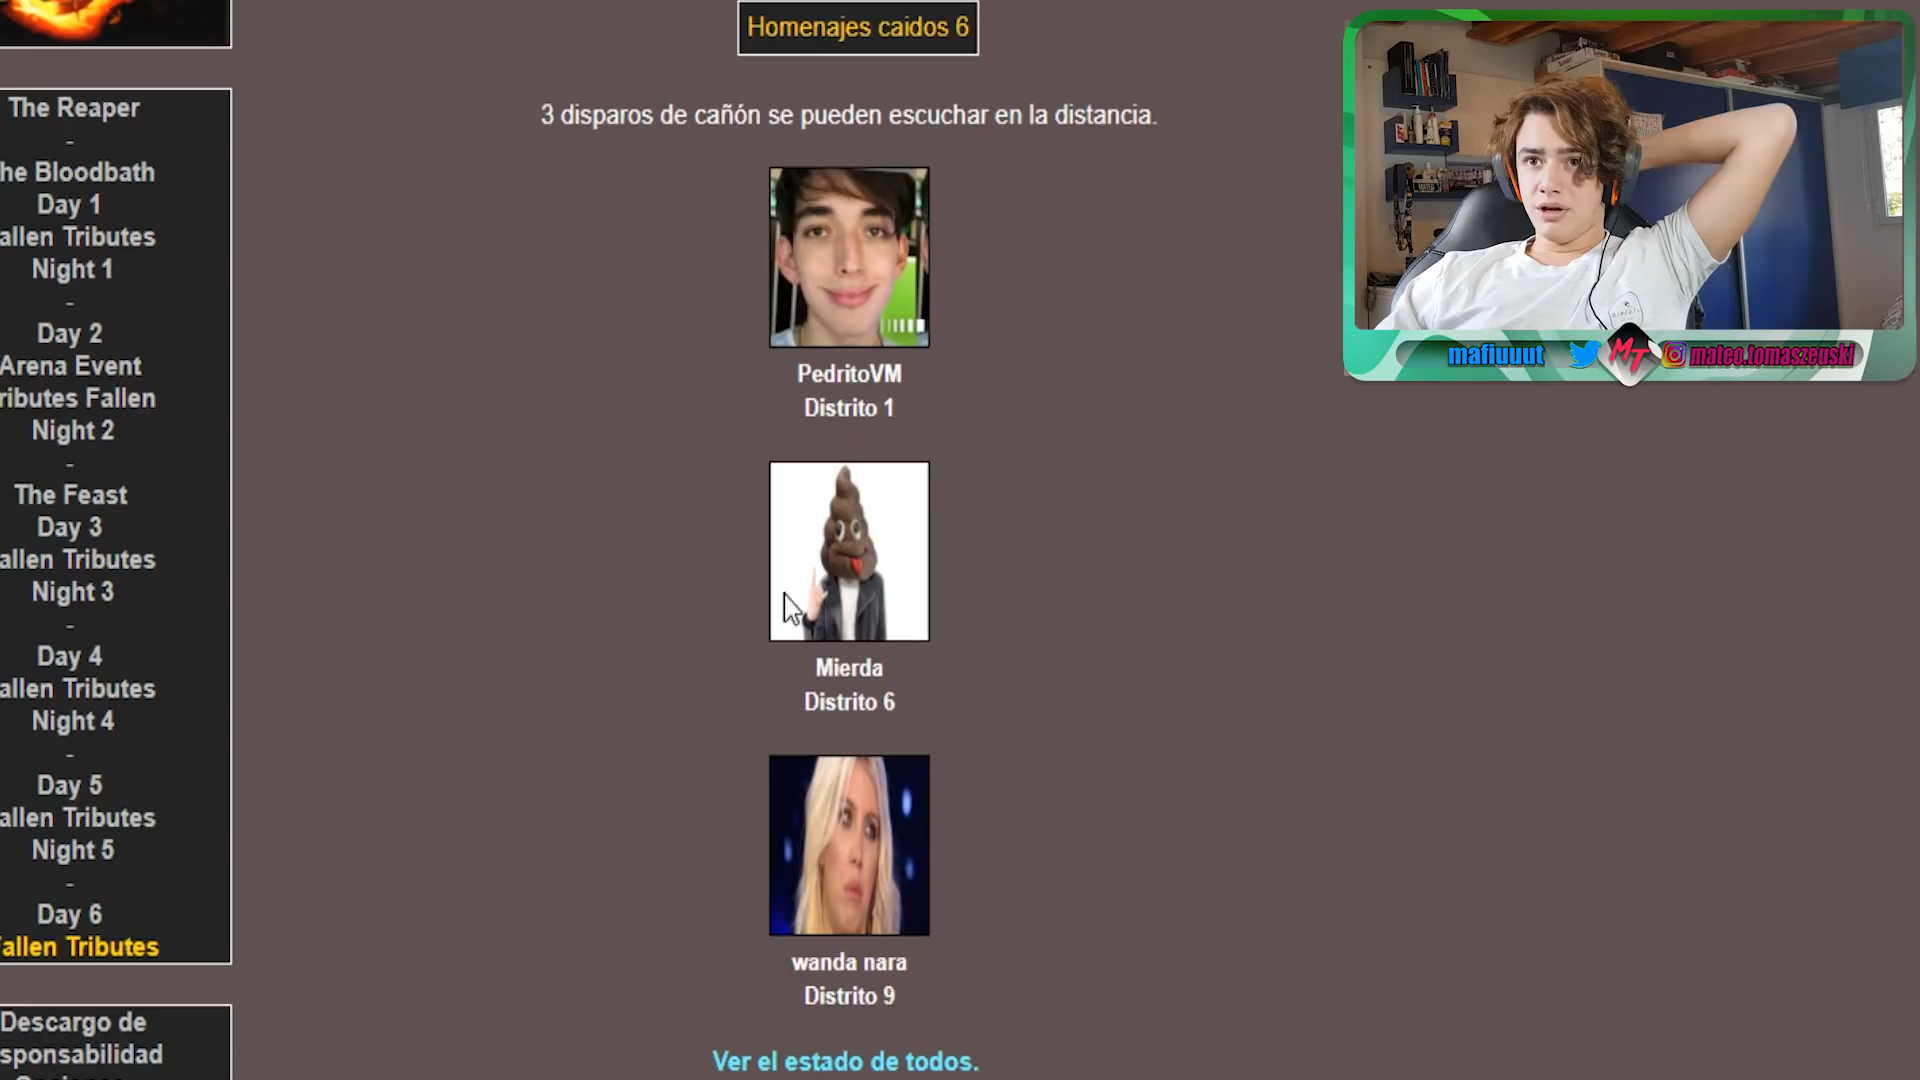 Homenajes caidos 6
3 disparos de cañón se pueden escuchar en la distancia.
PedritoVM
Distrito 1
Mierda
Distrito 6
wanda nara
Distrito 9
Ver el estado de todos.
The Reaper
-
he Bloodbath
Day 1
allen Tributes
Night 1
-
Day 2
Arena Event
ributes Fallen
Night 2
-
The Feast
Day 3
allen Tributes
Night 3
-
Day 4
allen Tributes
Night 4
-
Day 5
allen Tributes
Night 5
-
Day 6
allen Tributes
Descargo de
sponsabilidad
mafiuuut MT mateo.tomaszeuski